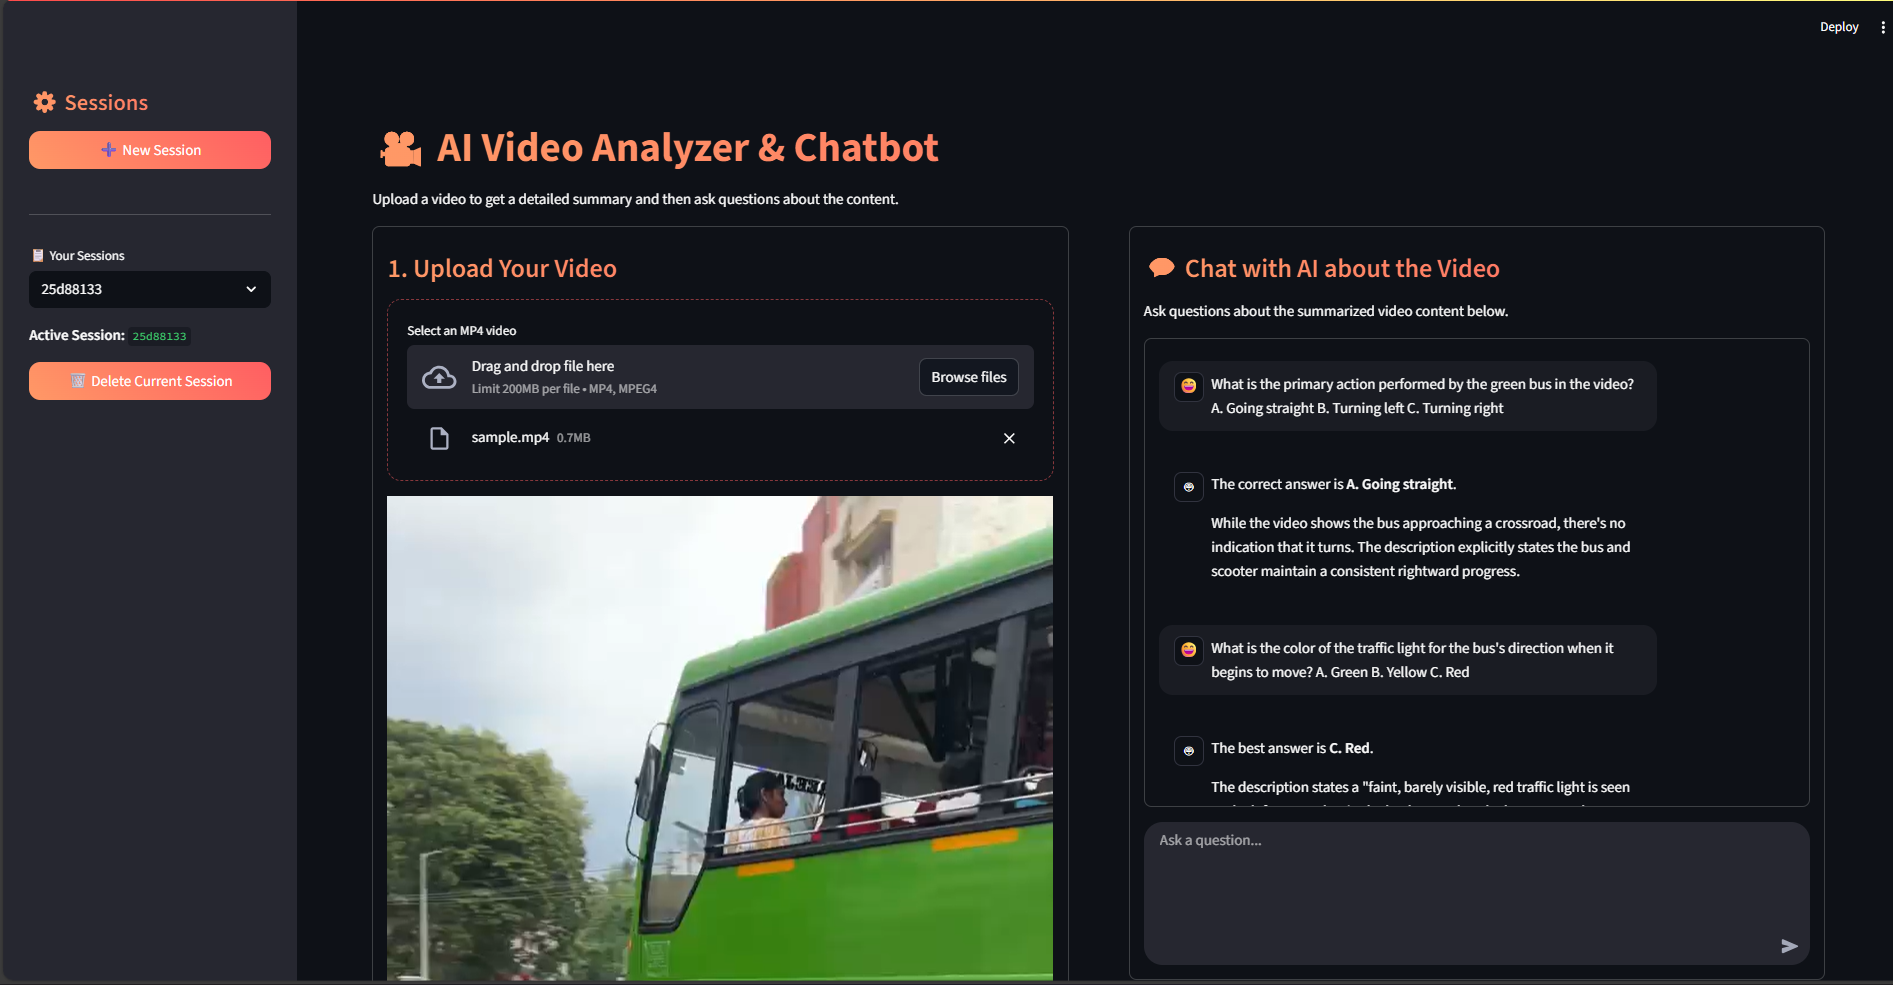 Deploy
Sessions
New Session
Your Sessions
25d88133
Active Session: 25d88133
Delete Current Session
AI Video Analyzer & Chatbot
Upload a video to get a detailed summary and then ask questions about the content.
1. Upload Your Video
Select an MP4 video
Drag and drop file here
Limit 200MB per file • MP4, MPEG4
Browse files
sample.mp4 0.7MB
Chat with AI about the Video
Ask questions about the summarized video content below.
What is the primary action performed by the green bus in the video?
A. Going straight B. Turning left C. Turning right
The correct answer is A. Going straight.
While the video shows the bus approaching a crossroad, there's no
indication that it turns. The description explicitly states the bus and
scooter maintain a consistent rightward progress.
What is the color of the traffic light for the bus's direction when it
begins to move? A. Green B. Yellow C. Red
The best answer is C. Red.
The description states a "faint, barely visible, red traffic light is seen
Ask a question...